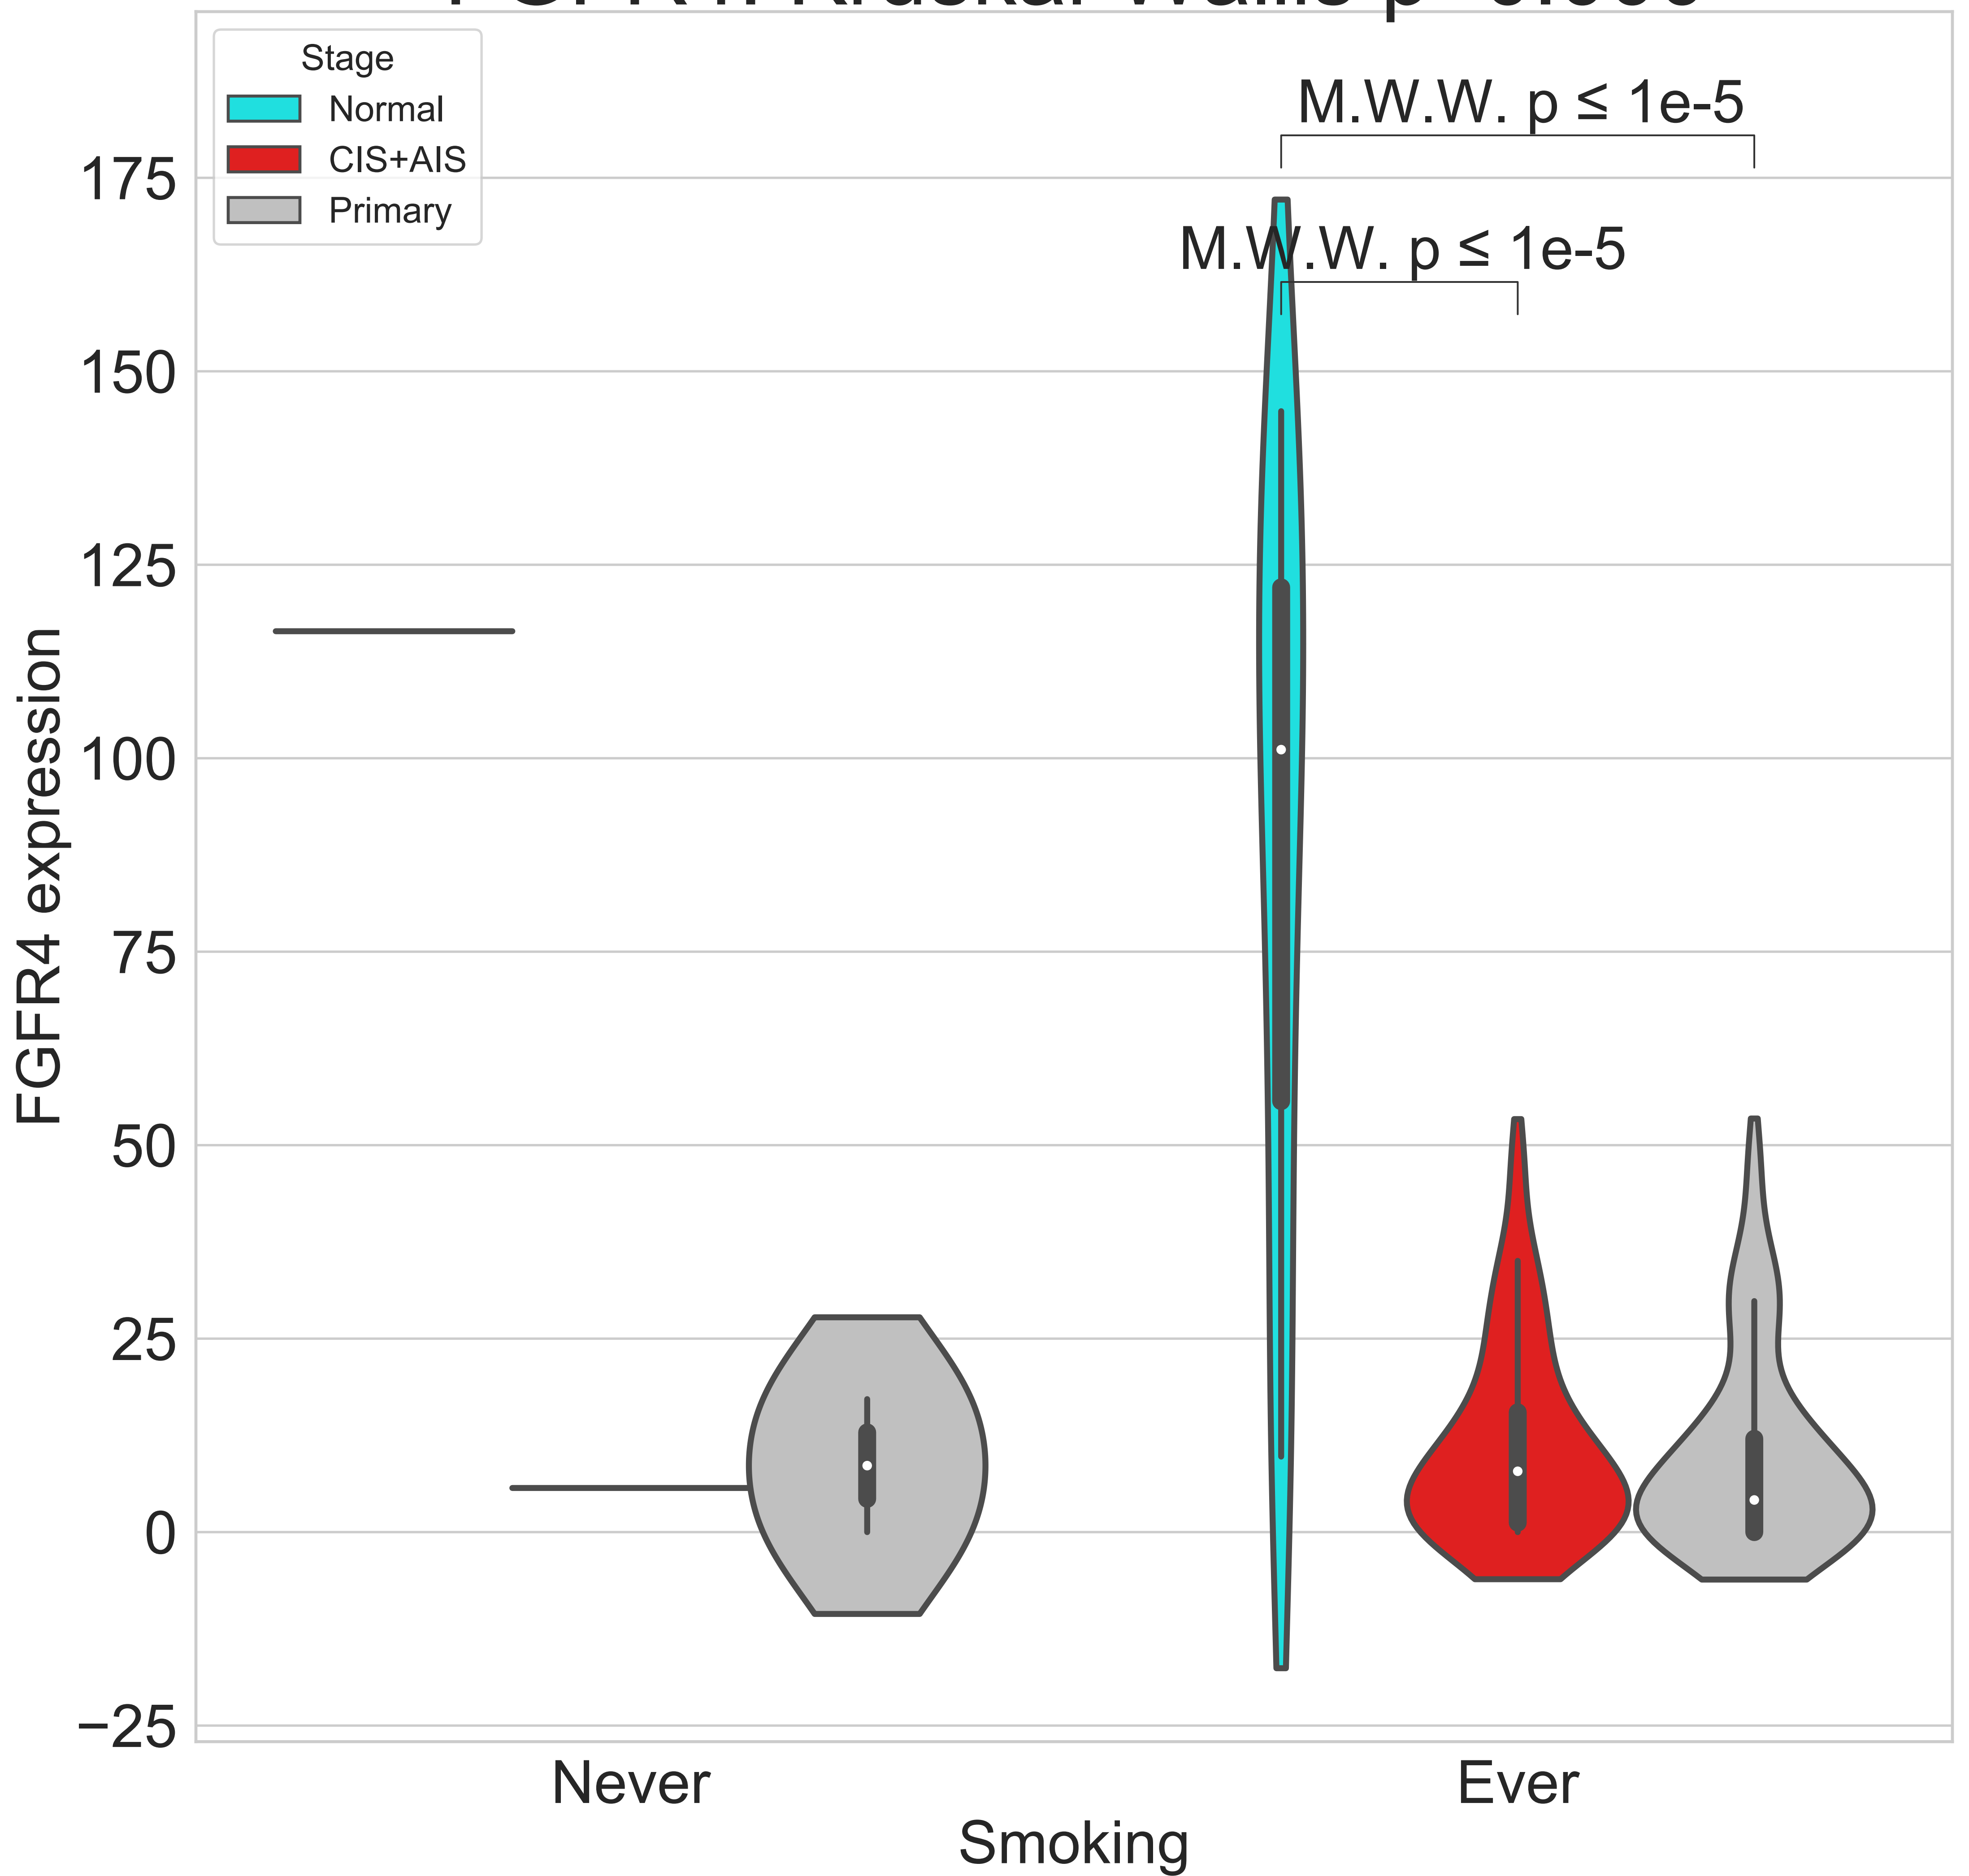 Stage
Normal
CIS+AIS
Primary
M.W.W. p ≤ 1e-5
M.W.W. p ≤ 1e-5
175
150
125
100
75
50
25
0
−25
FGFR4 expression
Never
Ever
Smoking